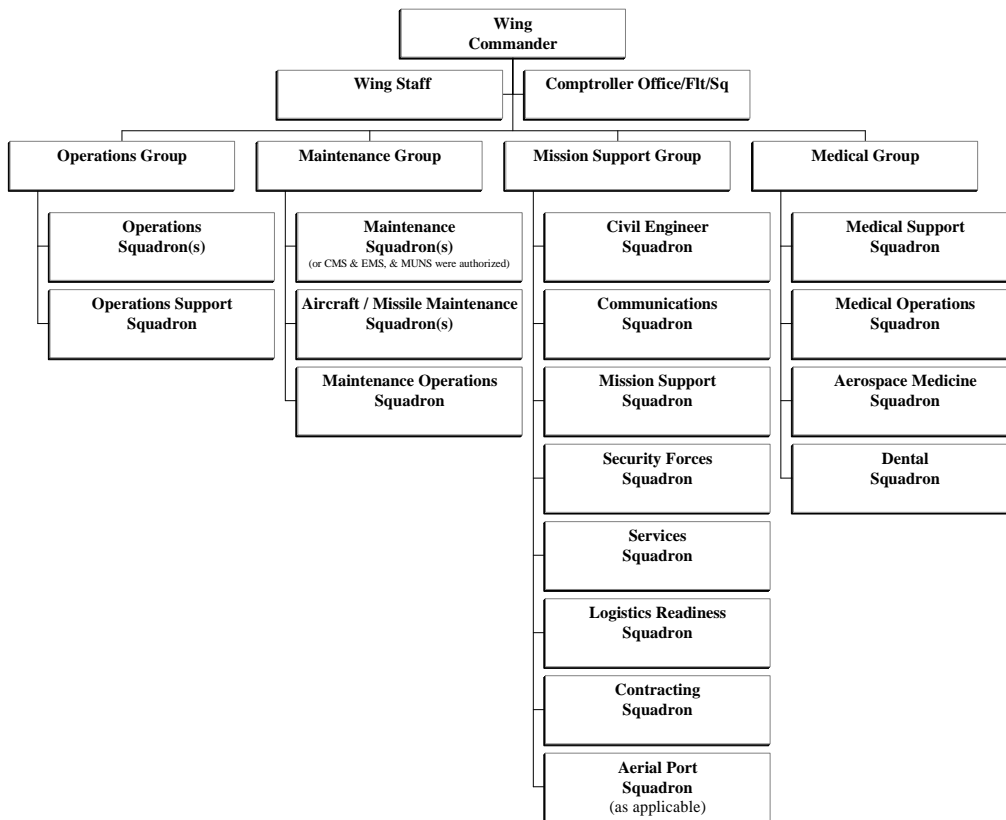 Wing
Commander
Wing Staff
Comptroller Office/Flt/Sq
Operations Group
Maintenance Group
Mission Support Group
Medical Group
Operations
Squadron(s)
Operations Support
Squadron
Maintenance
Squadron(s)
(or CMS & EMS, & MUNS were authorized)
Aircraft / Missile Maintenance
Squadron(s)
Maintenance Operations
Squadron
Civil Engineer
Squadron
Communications
Squadron
Mission Support
Squadron
Security Forces
Squadron
Services
Squadron
Logistics Readiness
Squadron
Contracting
Squadron
Aerial Port
Squadron
(as applicable)
Medical Support
Squadron
Medical Operations
Squadron
Aerospace Medicine
Squadron
Dental
Squadron